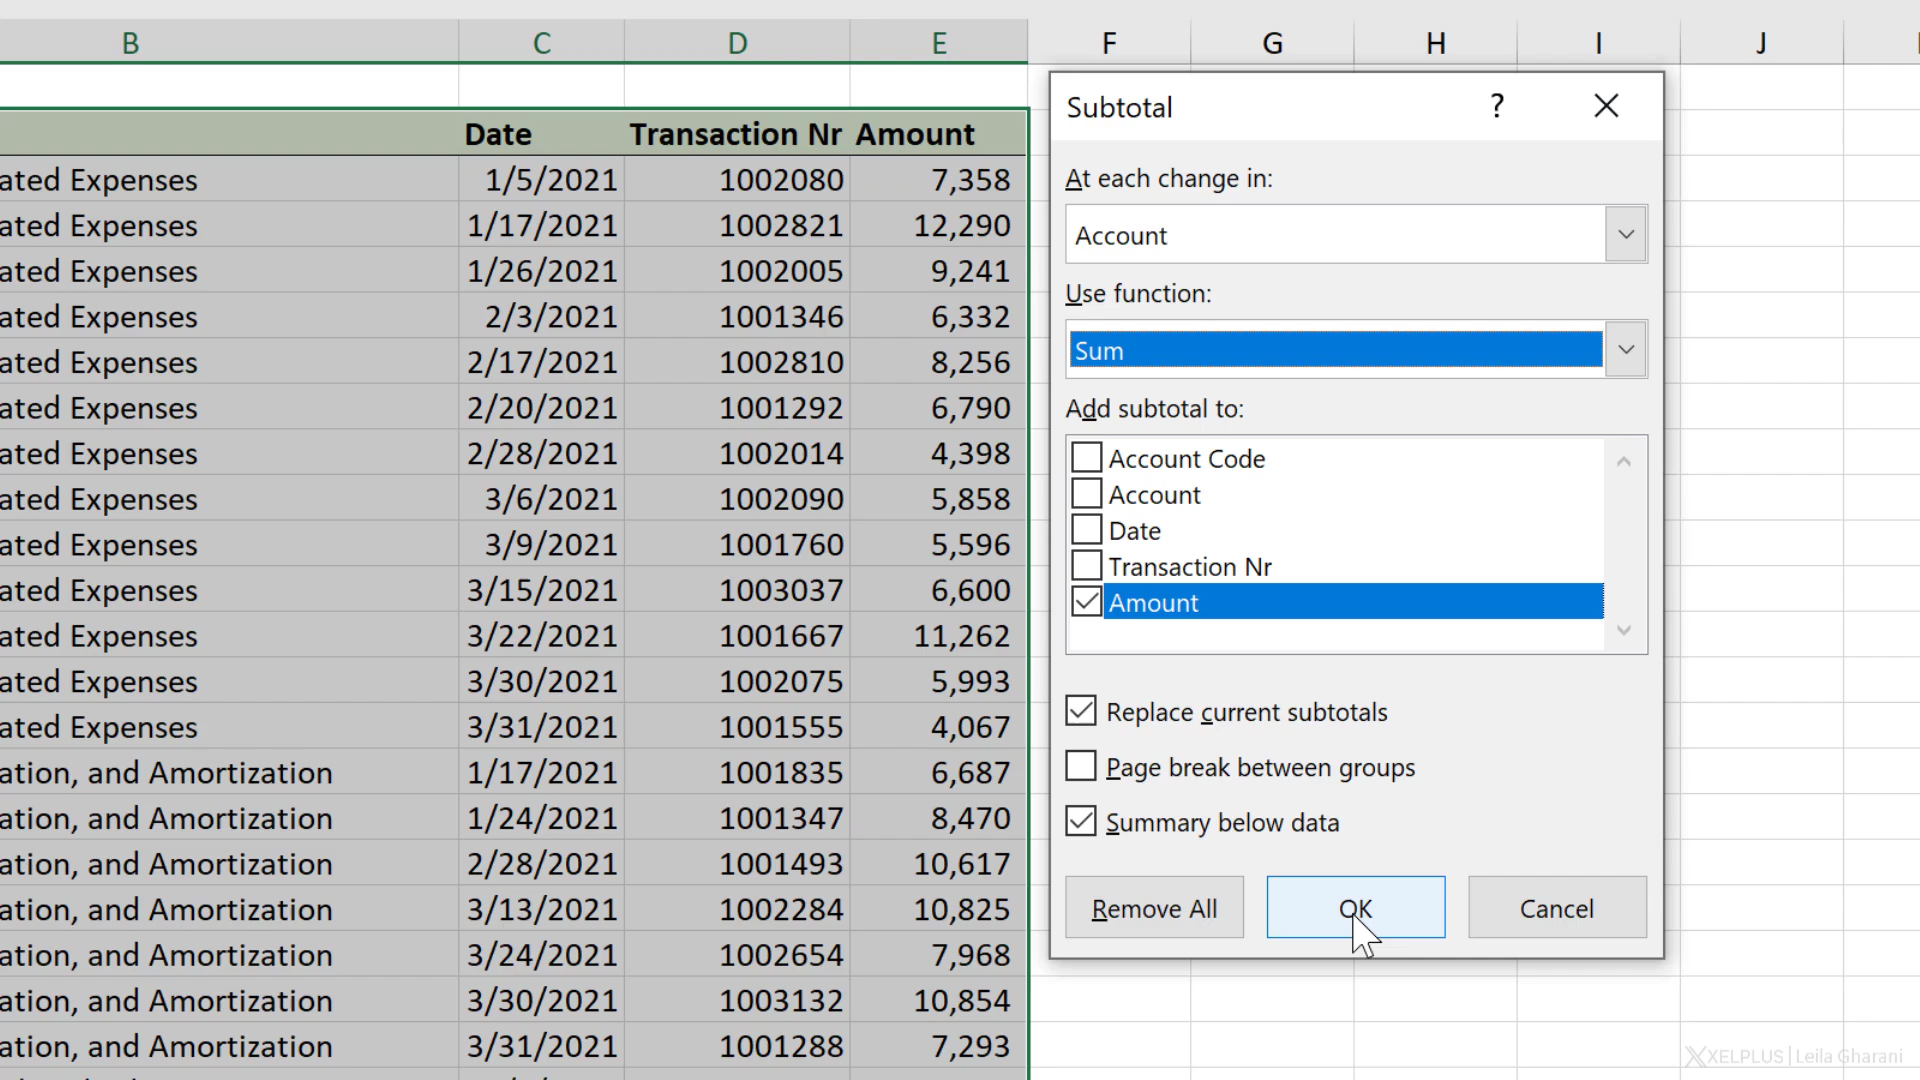 B C D E F G H I J
Date Transaction Nr Amount
ated Expenses 1/5/2021 1002080 7,358
ated Expenses 1/17/2021 1002821 12,290
ated Expenses 1/26/2021 1002005 9,241
ated Expenses 2/3/2021 1001346 6,332
ated Expenses 2/17/2021 1002810 8,256
ated Expenses 2/20/2021 1001292 6,790
ated Expenses 2/28/2021 1002014 4,398
ated Expenses 3/6/2021 1002090 5,858
ated Expenses 3/9/2021 1001760 5,596
ated Expenses 3/15/2021 1003037 6,600
ated Expenses 3/22/2021 1001667 11,262
ated Expenses 3/30/2021 1002075 5,993
ated Expenses 3/31/2021 1001555 4,067
ation, and Amortization 1/17/2021 1001835 6,687
ation, and Amortization 1/24/2021 1001347 8,470
ation, and Amortization 2/28/2021 1001493 10,617
ation, and Amortization 3/13/2021 1002284 10,825
ation, and Amortization 3/24/2021 1002654 7,968
ation, and Amortization 3/30/2021 1003132 10,854
ation, and Amortization 3/31/2021 1001288 7,293
Subtotal ?
At each change in:
Account
Use function:
Sum
Add subtotal to:
Account Code
Account
Date
Transaction Nr
Amount
Replace current subtotals
Page break between groups
Summary below data
Remove All OK Cancel
XELPLUS | Leila Gharani